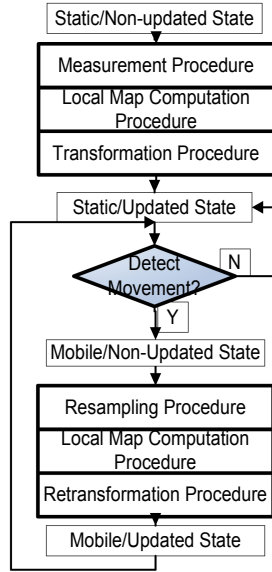 Static/Non-updated State
Measurement Procedure
Local Map Computation
Procedure
Transformation Procedure
Static/Updated State
Detect
Movement?
N
Y
Mobile/Non-Updated State
Resampling Procedure
Local Map Computation
Procedure
Retransformation Procedure
Mobile/Updated State